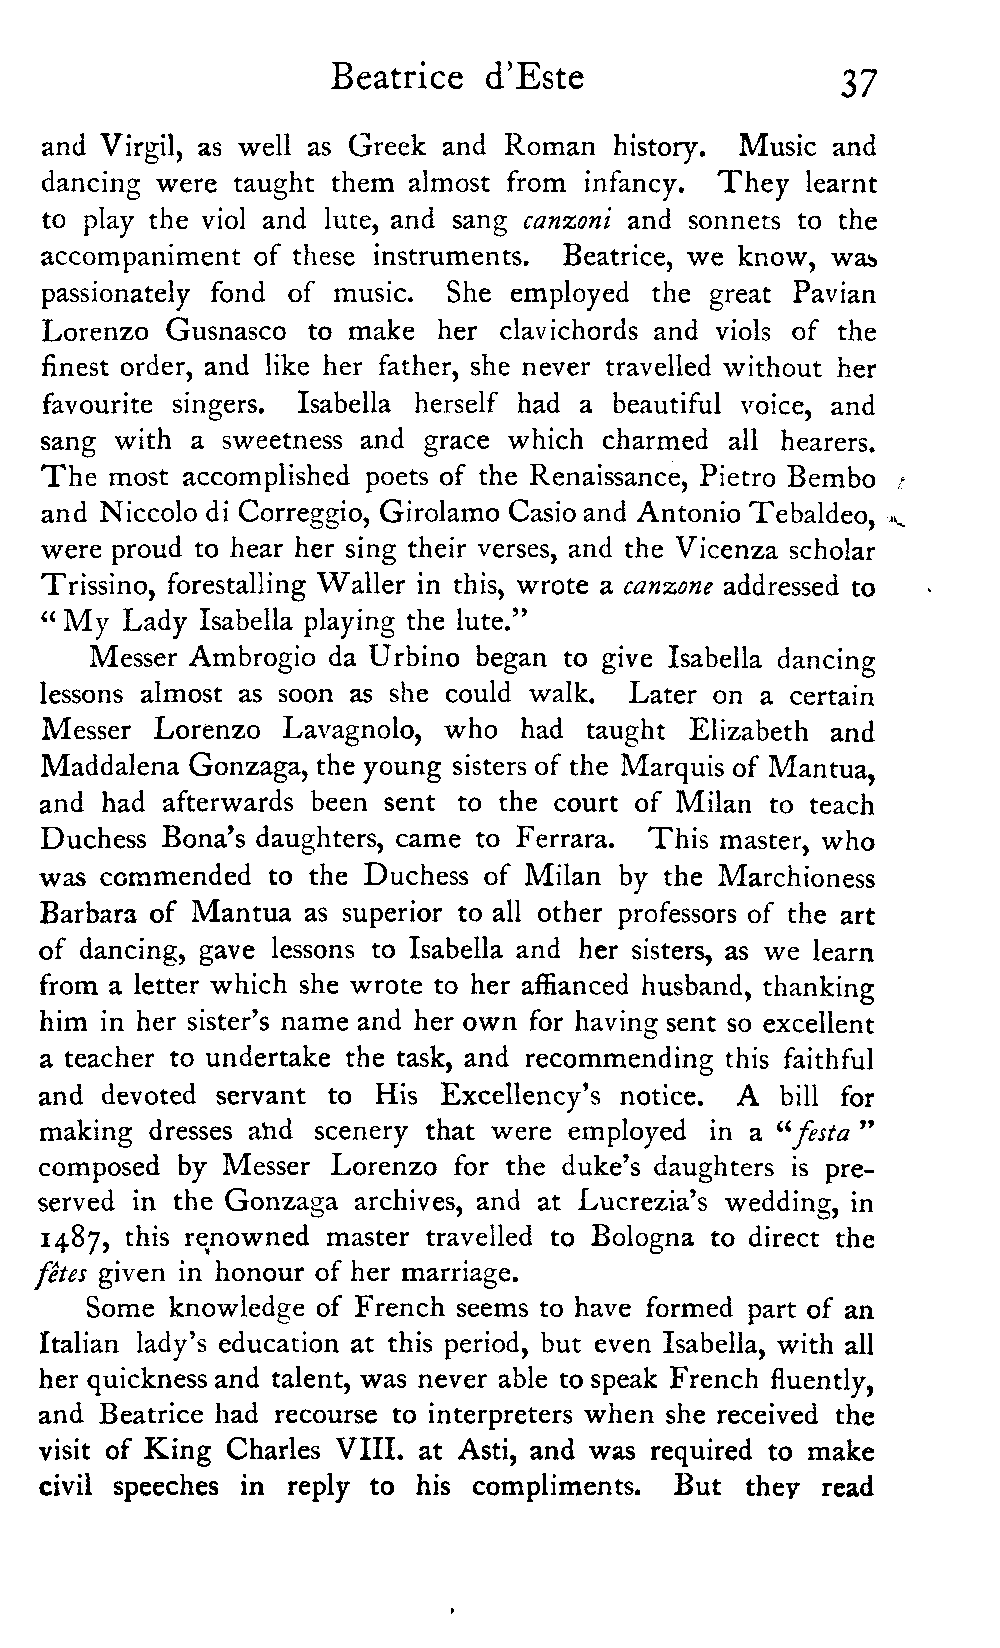 Beatrice d'Este 37
and Virgil, as well as Greek and Roman history. Music and
dancing were taught them almost from infancy. They learnt
to play the viol and lute, and sang canzoni and sonnets to the
accompaniment of these instruments. Beatrice, we know, was
passionately fond of music. She employed the great Pavian
Lorenzo Gusnasco to make her clavichords and viols of the
finest order, and like her father, she never travelled without her
favourite singers. Isabella herself had a beautiful voice, and
sang with a sweetness and grace which charmed all hearers.
The most accomplished poets of the Renaissance, Pietro Bembo
and Niccolo di Correggio, Girolamo Casio and Antonio Tebaldeo,
were proud to hear her sing their verses, and the Vicenza scholar
Trissino, forestalling Waller in this, wrote a canzone addressed to
“My Lady Isabella playing the lute.”
Messer Ambrogio da Urbino began to give Isabella dancing
lessons almost as soon as she could walk. Later on a certain
Messer Lorenzo Lavagnolo, who had taught Elizabeth and
Maddalena Gonzaga, the young sisters of the Marquis of Mantua,
and had afterwards been sent to the court of Milan to teach
Duchess Bona's daughters, came to Ferrara. This master, who
was commended to the Duchess of Milan by the Marchioness
Barbara of Mantua as superior to all other professors of the art
of dancing, gave lessons to Isabella and her sisters, as we learn
from a letter which she wrote to her affianced husband, thanking
him in her sister's name and her own for having sent so excellent
a teacher to undertake the task, and recommending this faithful
and devoted servant to His Excellency's notice. A bill for
making dresses and scenery that were employed in a “festa”
composed by Messer Lorenzo for the duke's daughters is pre-
served in the Gonzaga archives, and at Lucrezia's wedding, in
1487, this renowned master travelled to Bologna to direct the
fêtes given in honour of her marriage.
Some knowledge of French seems to have formed part of an
Italian lady's education at this period, but even Isabella, with all
her quickness and talent, was never able to speak French fluently,
and Beatrice had recourse to interpreters when she received the
visit of King Charles VIII. at Asti, and was required to make
civil speeches in reply to his compliments. But they read